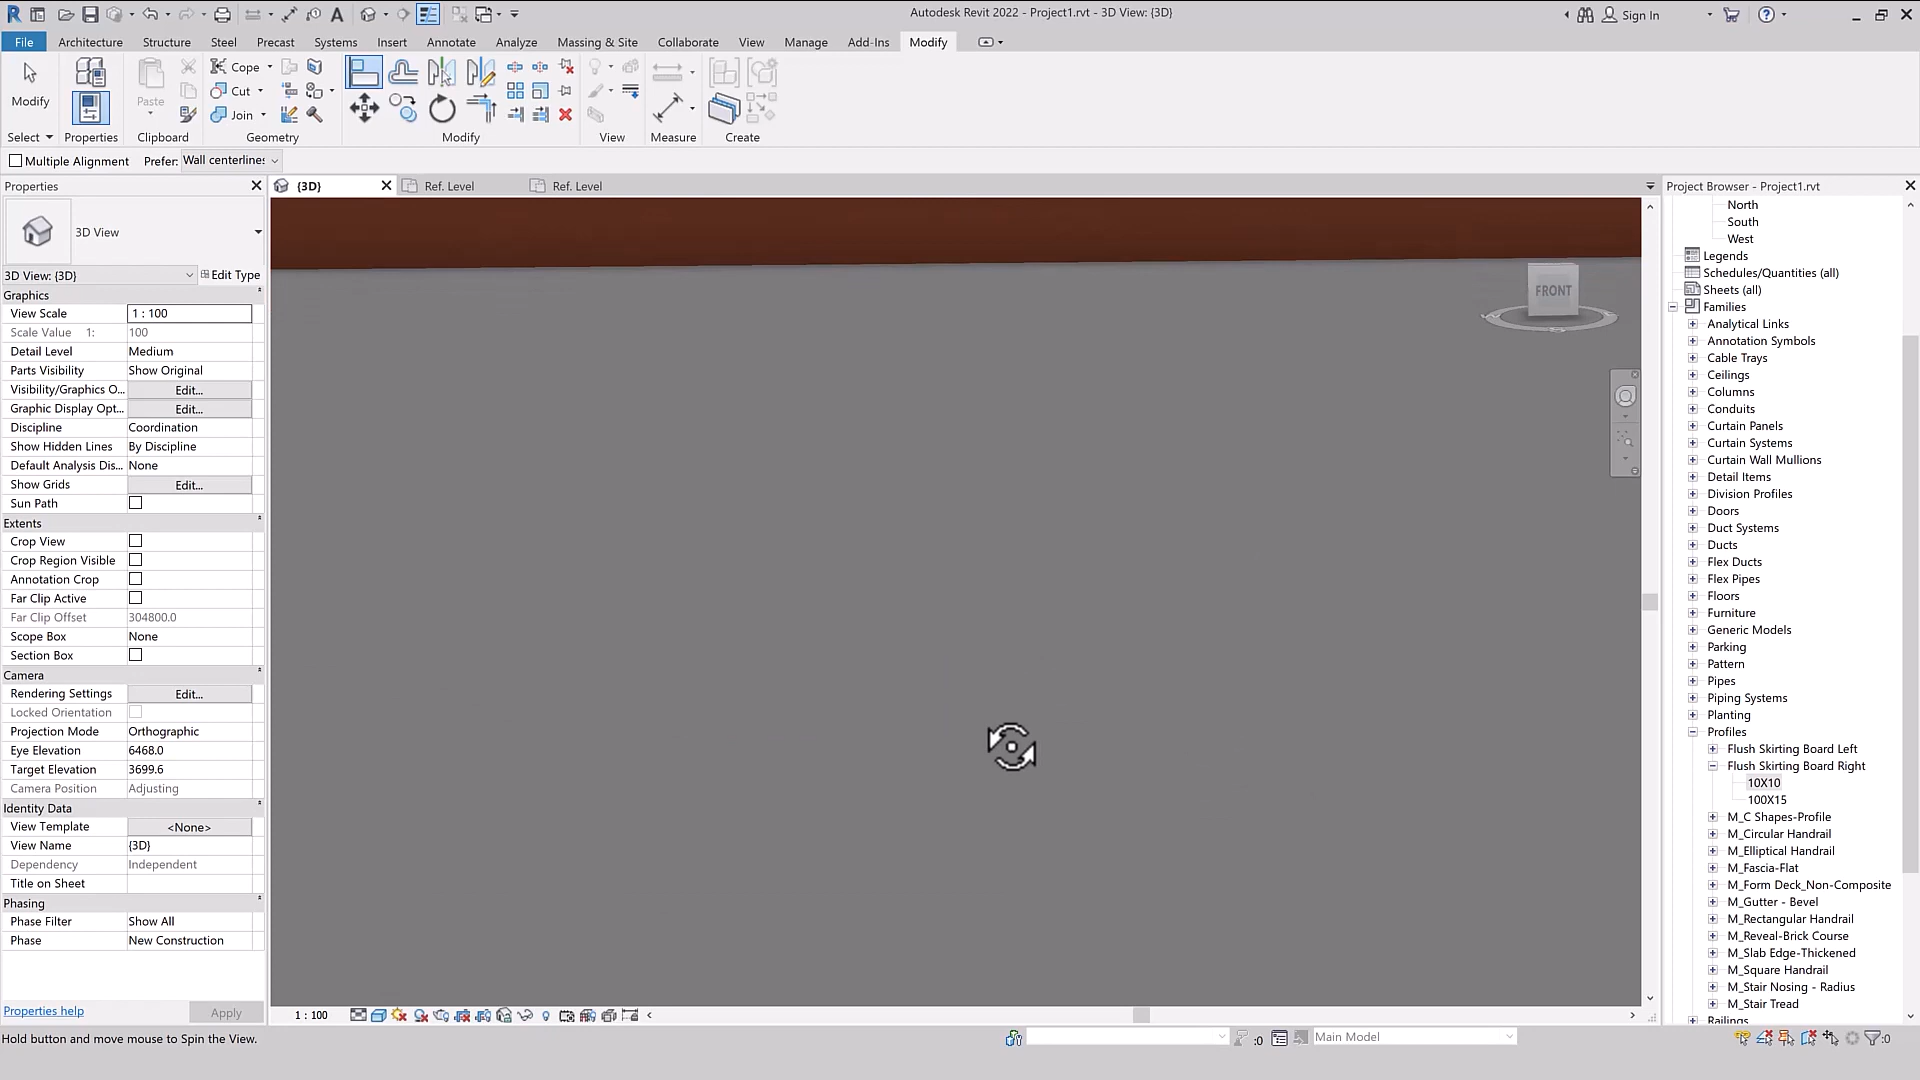 Autodesk Revit 2022 - Project1.rvt - 3D View: {3D}
Sign In
File Architecture Structure Steel Precast Systems Insert Annotate Analyze Massing & Site Collaborate View Manage Add-Ins Modify
Modify
Paste
Cope
Cut
Join
Select
Properties
Clipboard
Geometry
Modify
View
Measure
Create
Multiple Alignment Prefer: Wall centerlines
Properties
{3D}
Ref. Level
Ref. Level
Project Browser - Project1.rvt
3D View
3D View: {3D}
Edit Type
Graphics
View Scale 1 : 100
Scale Value 1: 100
Detail Level Medium
Parts Visibility Show Original
Visibility/Graphics O... Edit...
Graphic Display Opt... Edit...
Discipline Coordination
Show Hidden Lines By Discipline
Default Analysis Dis... None
Show Grids Edit...
Sun Path
Extents
Crop View
Crop Region Visible
Annotation Crop
Far Clip Active
Far Clip Offset 304800.0
Scope Box None
Section Box
Camera
Rendering Settings Edit...
Locked Orientation
Projection Mode Orthographic
Eye Elevation 6468.0
Target Elevation 3699.6
Camera Position Adjusting
Identity Data
View Template <None>
View Name {3D}
Dependency Independent
Title on Sheet
Phasing
Phase Filter Show All
Phase New Construction
Properties help
Apply
FRONT
North
South
West
Legends
Schedules/Quantities (all)
Sheets (all)
Families
Analytical Links
Annotation Symbols
Cable Trays
Ceilings
Columns
Conduits
Curtain Panels
Curtain Systems
Curtain Wall Mullions
Detail Items
Division Profiles
Doors
Duct Systems
Ducts
Flex Ducts
Flex Pipes
Floors
Furniture
Generic Models
Parking
Pattern
Pipes
Piping Systems
Planting
Profiles
Flush Skirting Board Left
Flush Skirting Board Right
10X10
100X15
M_C Shapes-Profile
M_Circular Handrail
M_Elliptical Handrail
M_Fascia-Flat
M_Form Deck_Non-Composite
M_Gutter - Bevel
M_Rectangular Handrail
M_Reveal-Brick Course
M_Slab Edge-Thickened
M_Square Handrail
M_Stair Nosing - Radius
M_Stair Tread
Railings
1 : 100
Hold button and move mouse to Spin the View.
:0
Main Model
:0